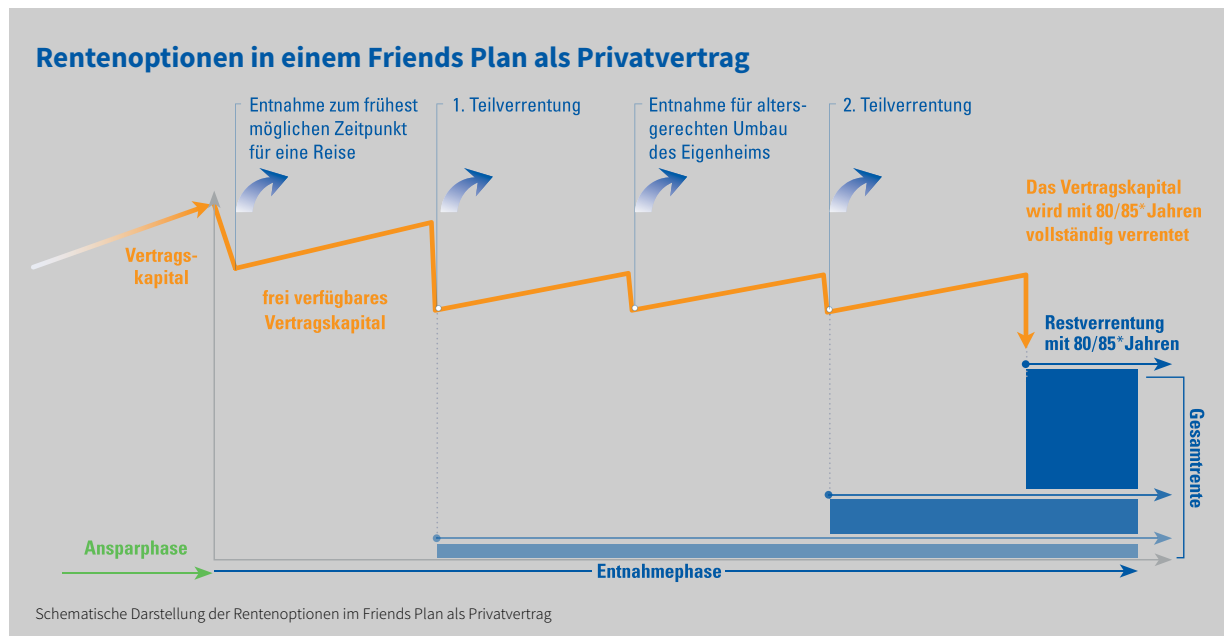 Rentenoptionen in einem Friends Plan als Privatvertrag
Entnahme zum frühest
möglichen Zeitpunkt
für eine Reise
1. Teilverrentung
Entnahme für alters-
gerechten Umbau
des Eigenheims
2. Teilverrentung
Das Vertragskapital
wird mit 80/85* Jahren
vollständig verrentet
Vertrags-
kapital
frei verfügbares
Vertragskapital
Restverrentung
mit 80/85* Jahren
Gesamtrente
Ansparphase
Entnahmephase
Schematische Darstellung der Rentenoptionen im Friends Plan als Privatvertrag